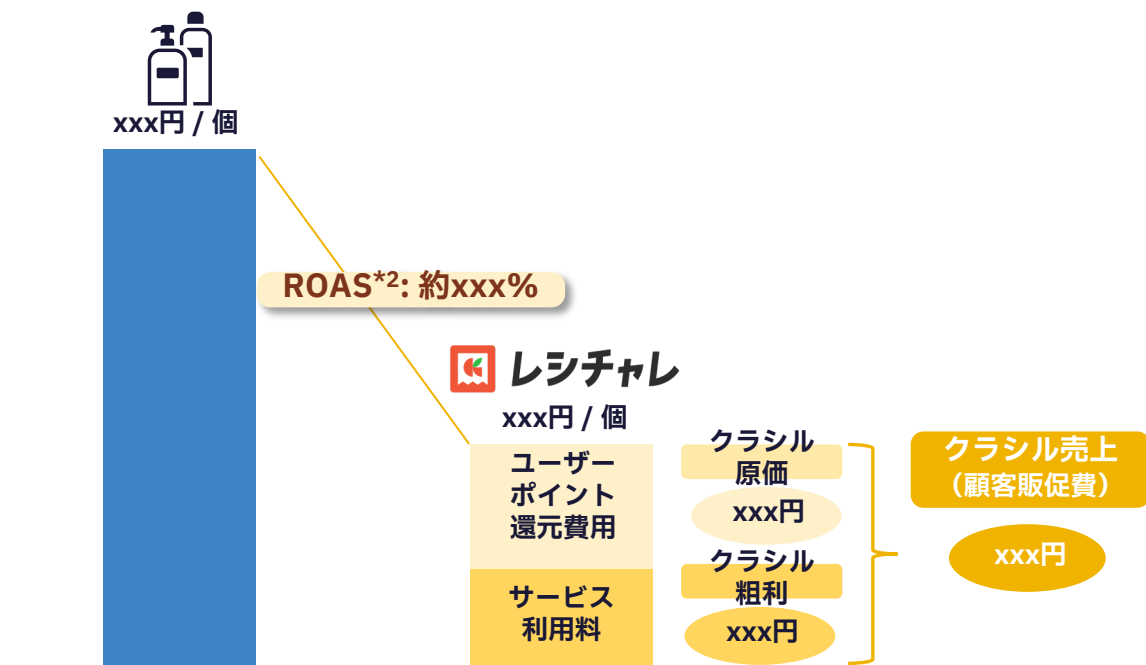 xxx円 / 個
ROAS*2: 約xxx%
レシチャレ
xxx円 / 個
ユーザー
ポイント
還元費用
サービス
利用料
クラシル
原価
xxx円
クラシル
粗利
xxx円
クラシル売上
（顧客販促費）
xxx円